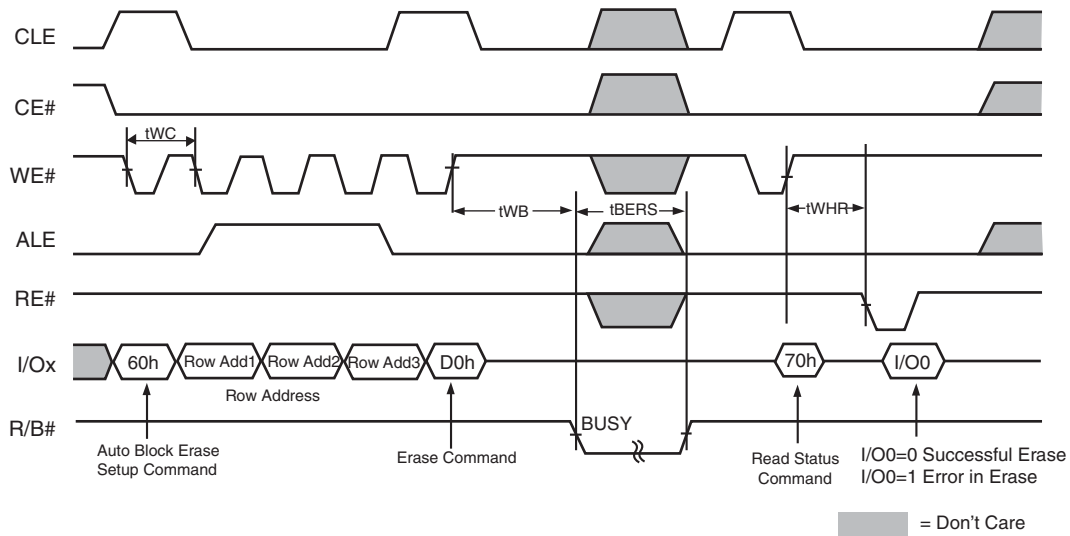 CLE
CE#
tWC
WE#
tWB
tBERS
tWHR
ALE
RE#
I/Ox
60h
Row Add1
Row Add2
Row Add3
D0h
70h
I/O0
Row Address
R/B#
BUSY
Auto Block Erase
Setup Command
Erase Command
Read Status
Command
I/O0=0 Successful Erase
I/O0=1 Error in Erase
= Don't Care